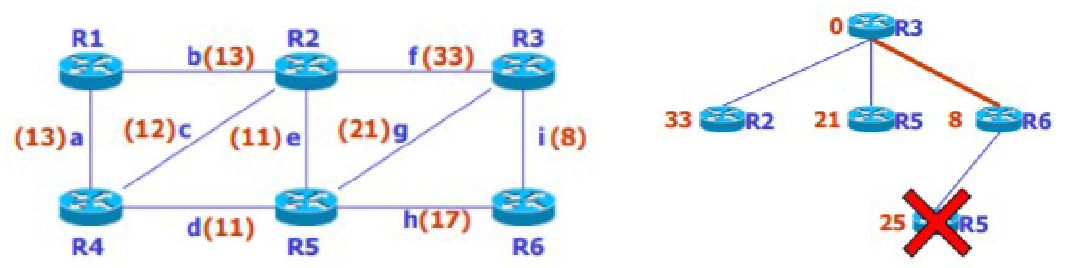 R1 R2 R3
b(13) f(33)
(13)a (12)c (11)e (21)g i(8)
d(11) h(17)
R4 R5 R6
0 R3
33 R2 21 R5 8 R6
25 R5